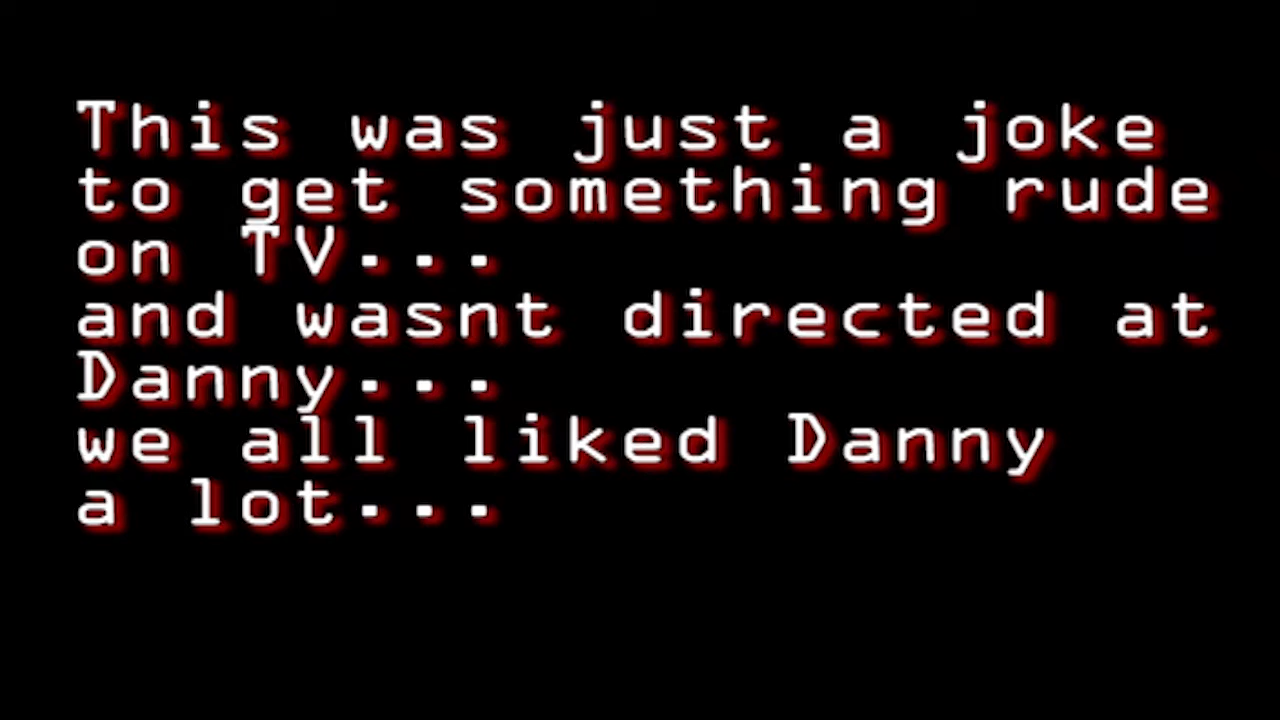 This was just a joke
to get something rude
on TV...
and wasnt directed at
Danny...
we all liked Danny
a lot...